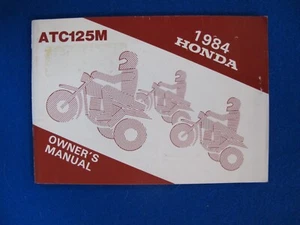 ATC125M
1984
HONDA
OWNER'S
MANUAL